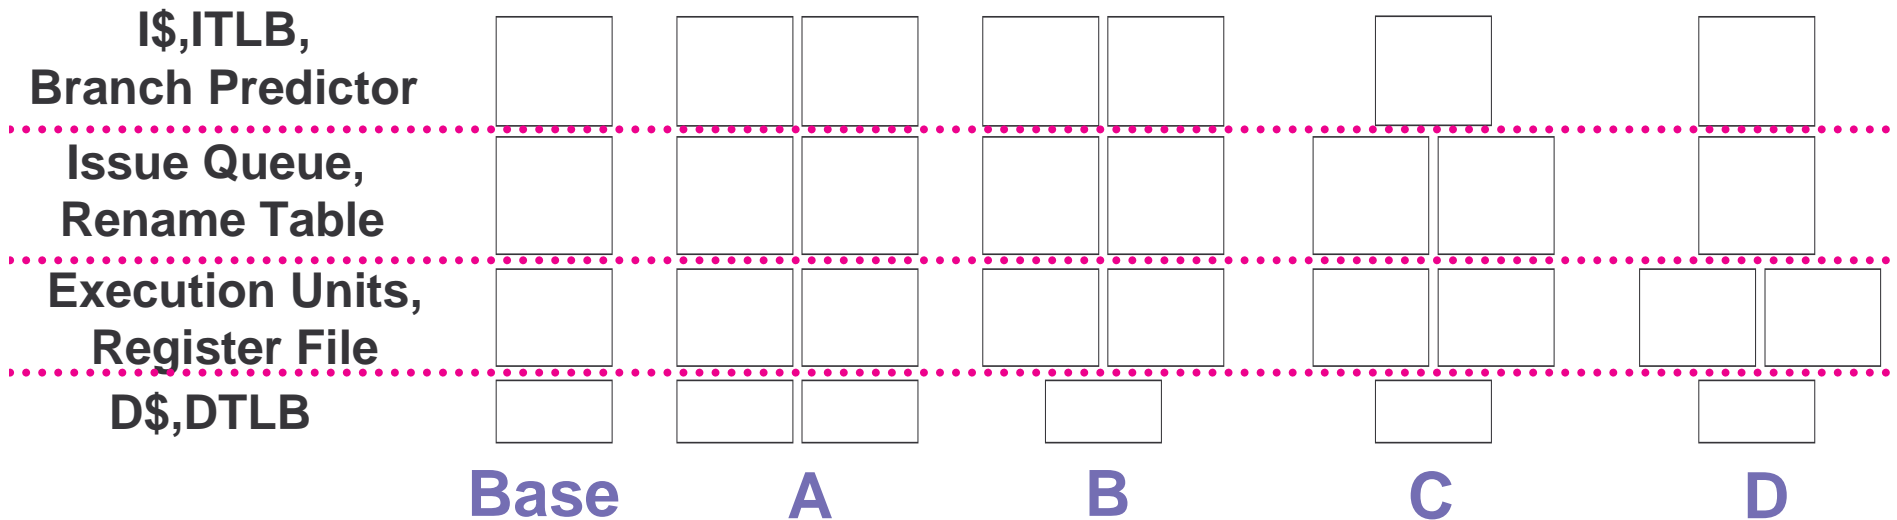 I$,ITLB,
Branch Predictor
Issue Queue,
Rename Table
Execution Units,
Register File
D$,DTLB
Base A B C D